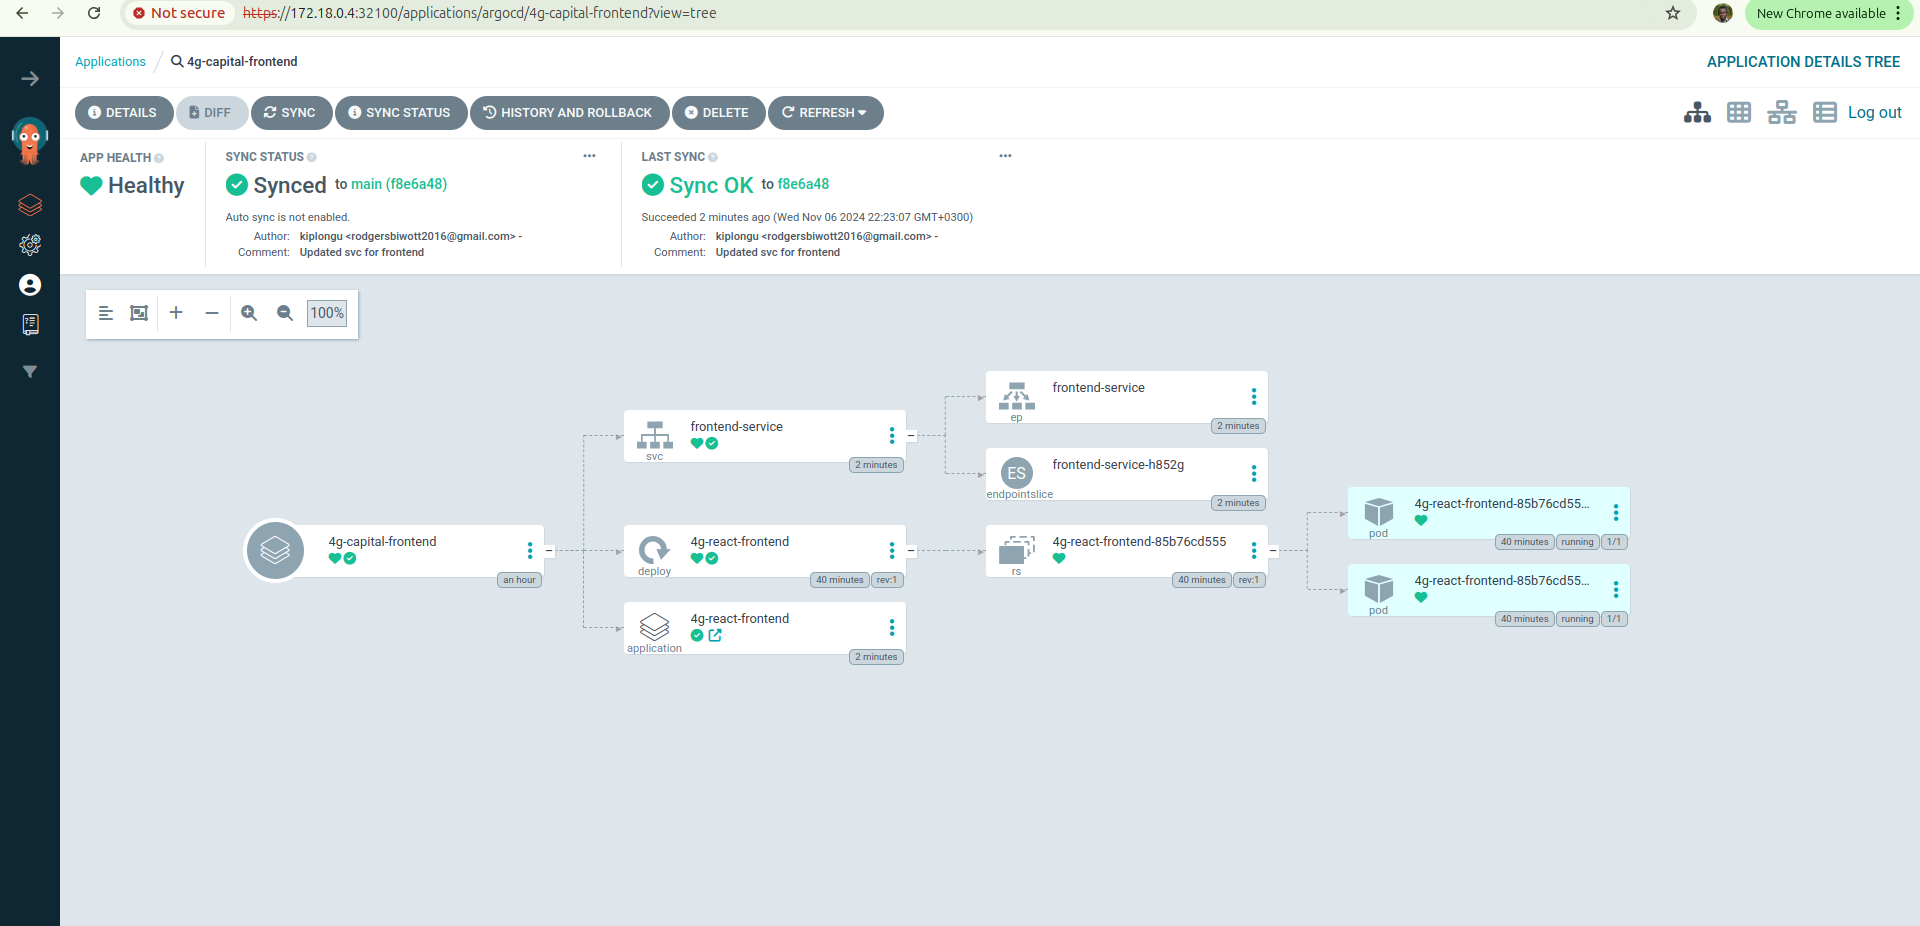 Not secure https://172.18.0.4:32100/applications/argocd/4g-capital-frontend?view=tree New Chrome available
Applications / 4g-capital-frontend APPLICATION DETAILS TREE
DETAILS DIFF SYNC SYNC STATUS HISTORY AND ROLLBACK DELETE REFRESH Log out
APP HEALTH
Healthy
SYNC STATUS
Synced to main (f8e6a48)
Auto sync is not enabled.
Author: kiplongu <rodgersbiwott2016@gmail.com> -
Comment: Updated svc for frontend
LAST SYNC
Sync OK to f8e6a48
Succeeded 2 minutes ago (Wed Nov 06 2024 22:23:07 GMT+0300)
Author: kiplongu <rodgersbiwott2016@gmail.com> -
Comment: Updated svc for frontend
100%
4g-capital-frontend
an hour
frontend-service
svc
2 minutes
4g-react-frontend
deploy
40 minutes rev:1
4g-react-frontend
application
2 minutes
frontend-service
ep
2 minutes
ES
frontend-service-h852g
endpointslice
2 minutes
4g-react-frontend-85b76cd555
rs
40 minutes rev:1
4g-react-frontend-85b76cd55...
pod
40 minutes running 1/1
4g-react-frontend-85b76cd55...
pod
40 minutes running 1/1